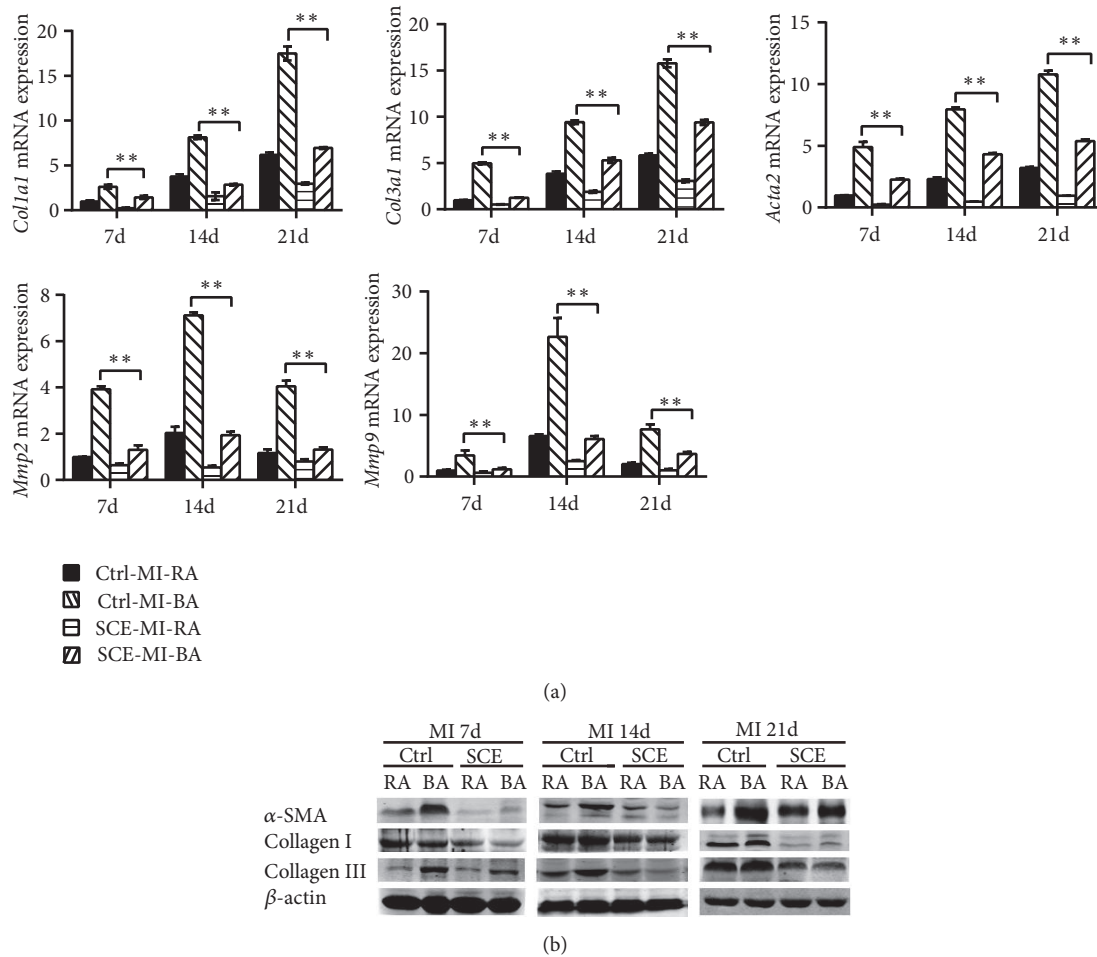 Col1a1 mRNA expression
20
15
10
5
0
**
**
**
7d 14d 21d
Col3a1 mRNA expression
20
15
10
5
0
**
**
**
7d 14d 21d
Acta2 mRNA expression
15
10
5
0
**
**
**
7d 14d 21d
Mmp2 mRNA expression
8
6
4
2
0
**
**
**
7d 14d 21d
Mmp9 mRNA expression
30
20
10
0
**
**
**
7d 14d 21d
Ctrl-MI-RA
Ctrl-MI-BA
SCE-MI-RA
SCE-MI-BA
(a)
MI 7d MI 14d MI 21d
Ctrl SCE Ctrl SCE Ctrl SCE
RA BA RA BA RA BA RA BA RA BA RA BA
α-SMA
Collagen I
Collagen III
β-actin
(b)